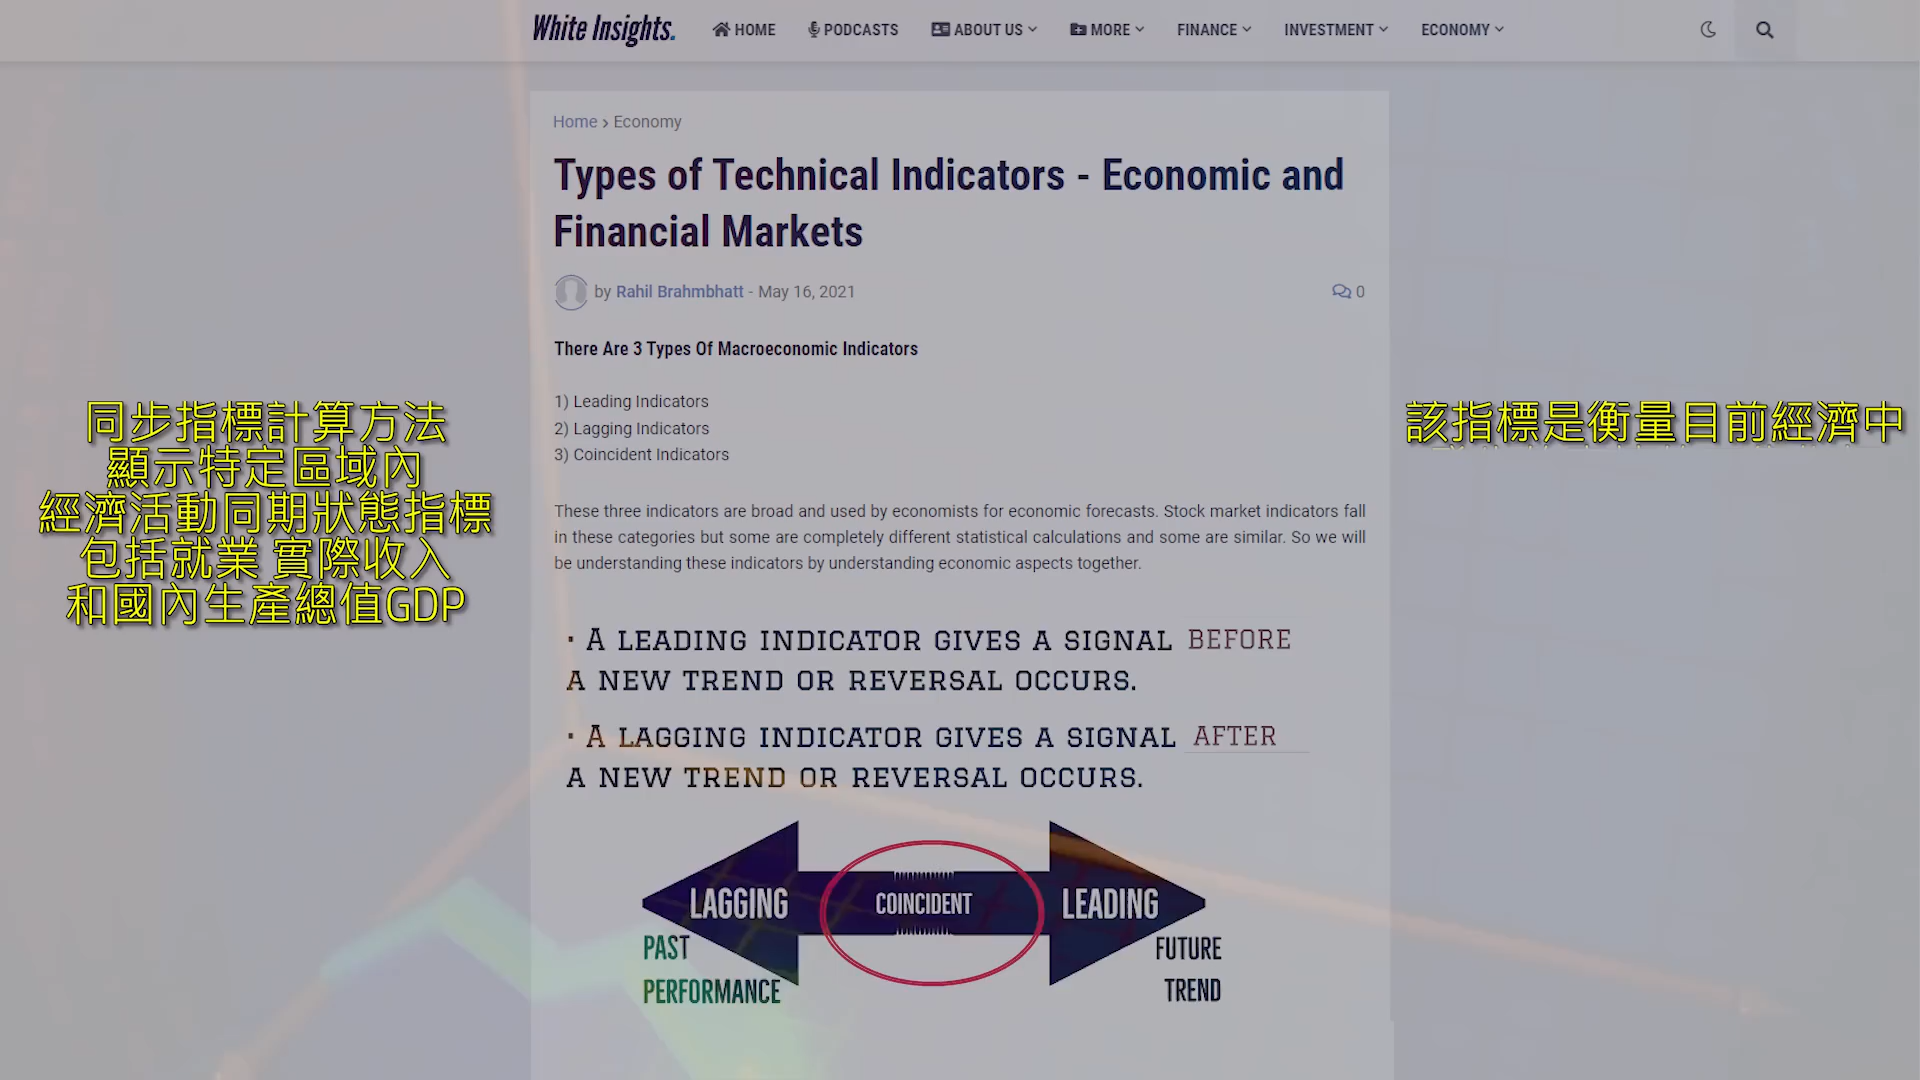 White Insights.
HOME
PODCASTS
ABOUT US
MORE
FINANCE
INVESTMENT
ECONOMY
Home > Economy
Types of Technical Indicators - Economic and
Financial Markets
by Rahil Brahmbhatt - May 16, 2021
0
There Are 3 Types Of Macroeconomic Indicators
1) Leading Indicators
2) Lagging Indicators
3) Coincident Indicators
These three indicators are broad and used by economists for economic forecasts. Stock market indicators fall
in these categories but some are completely different statistical calculations and some are similar. So we will
be understanding these indicators by understanding economic aspects together.
· A LEADING INDICATOR GIVES A SIGNAL BEFORE
A NEW TREND OR REVERSAL OCCURS.
· A LAGGING INDICATOR GIVES A SIGNAL AFTER
A NEW TREND OR REVERSAL OCCURS.
LAGGING
COINCIDENT
LEADING
PAST
PERFORMANCE
FUTURE
TREND
同步指標計算方法
顯示特定區域內
經濟活動同期狀態指標
包括就業 實際收入
和國內生產總值GDP
該指標是衡量目前經濟中